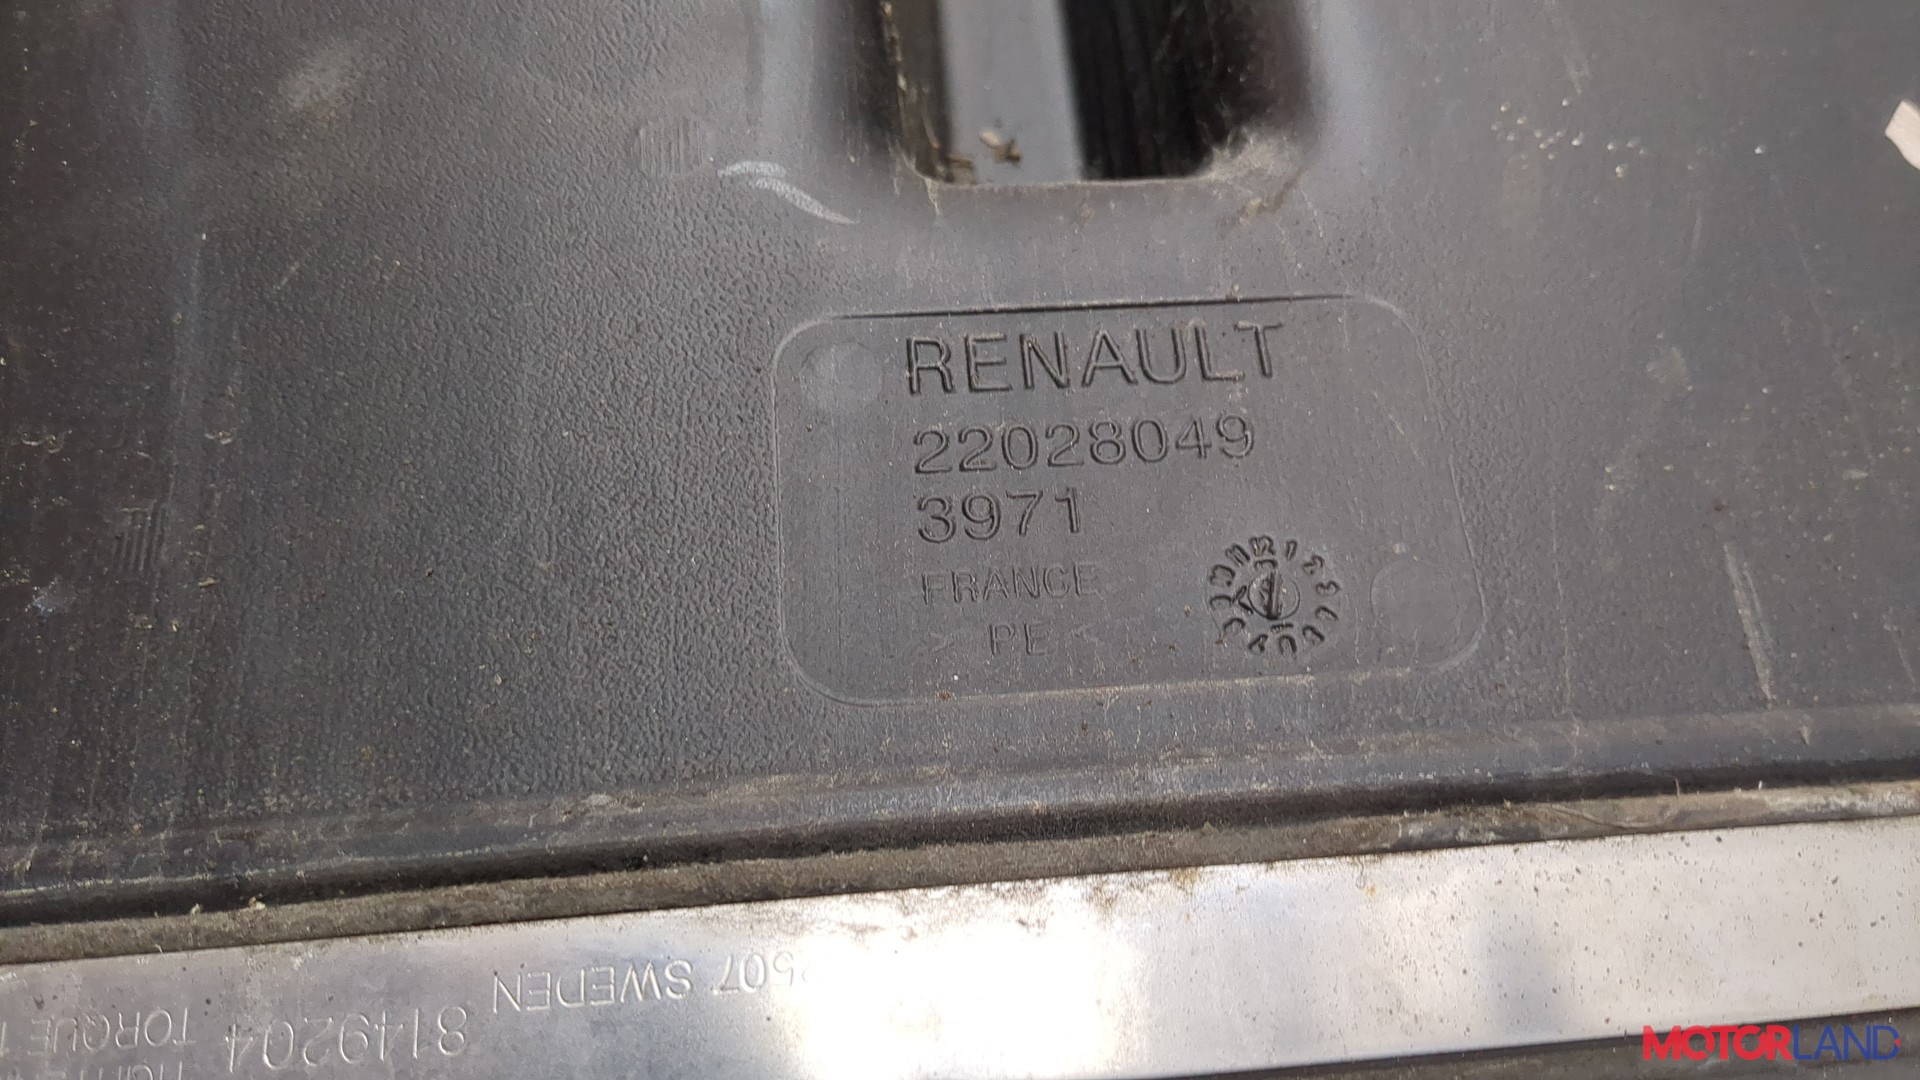 RENAULT
22028049
3971
FRANCE
> PE <
507 SWEDEN
8149204
TORQUE
MOTORLAND